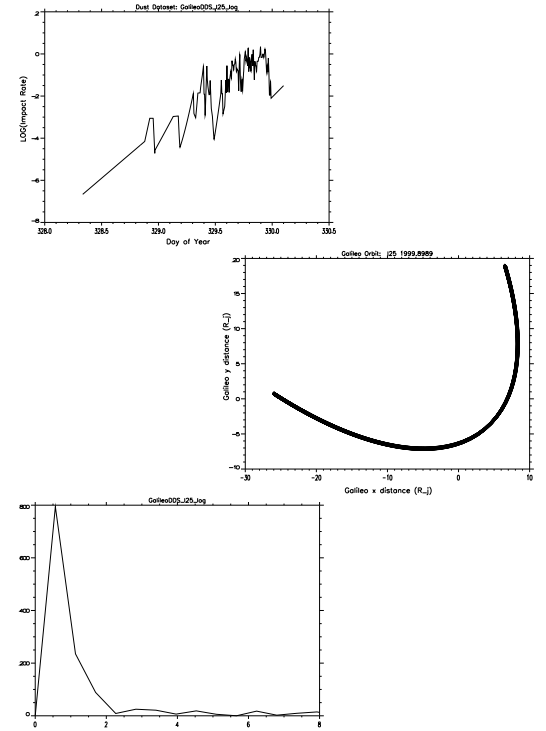 Dust Dataset: GalileoDDS_J25_log
LOG(Impact Rate)
2
0
-2
-4
-6
-8
328.0 328.5 329.0 329.5 330.0 330.5
Day of Year
Galileo Orbit: J25 1999.8989
Galileo y distance (R_j)
20
15
10
5
0
-5
-10
-30 -20 -10 0 10
Galileo x distance (R_j)
GalileoDDS_J25_log
800
600
400
200
0
0 2 4 6 8